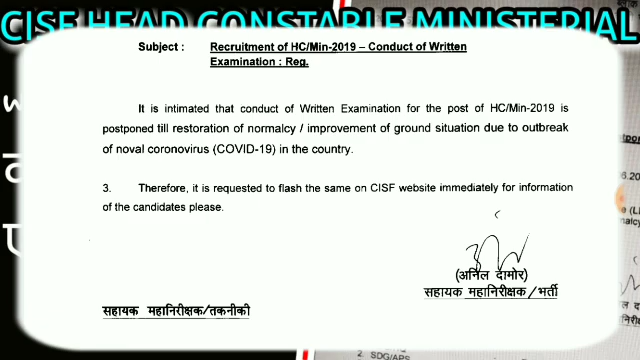 CISF HEAD CONSTABLE MINISTERIAL
Subject : Recruitment of HC/Min-2019 – Conduct of Written
Examination : Reg.
It is intimated that conduct of Written Examination for the post of HC/Min-2019 is
postponed till restoration of normalcy / improvement of ground situation due to outbreak
of noval coronovirus (COVID-19) in the country.
3. Therefore, it is requested to flash the same on CISF website immediately for information
of the candidates please.
(अनिल दामोर)
सहायक महानिरीक्षक/भर्ती
सहायक महानिरीक्षक/तकनीकी
2. SDG/APS